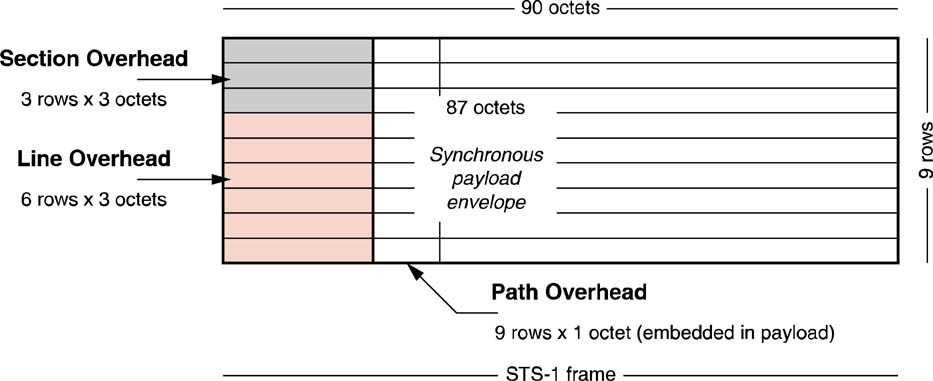 90 octets
Section Overhead
3 rows x 3 octets
87 octets
Line Overhead
6 rows x 3 octets
Synchronous
payload
envelope
9 rows
Path Overhead
9 rows x 1 octet (embedded in payload)
STS-1 frame